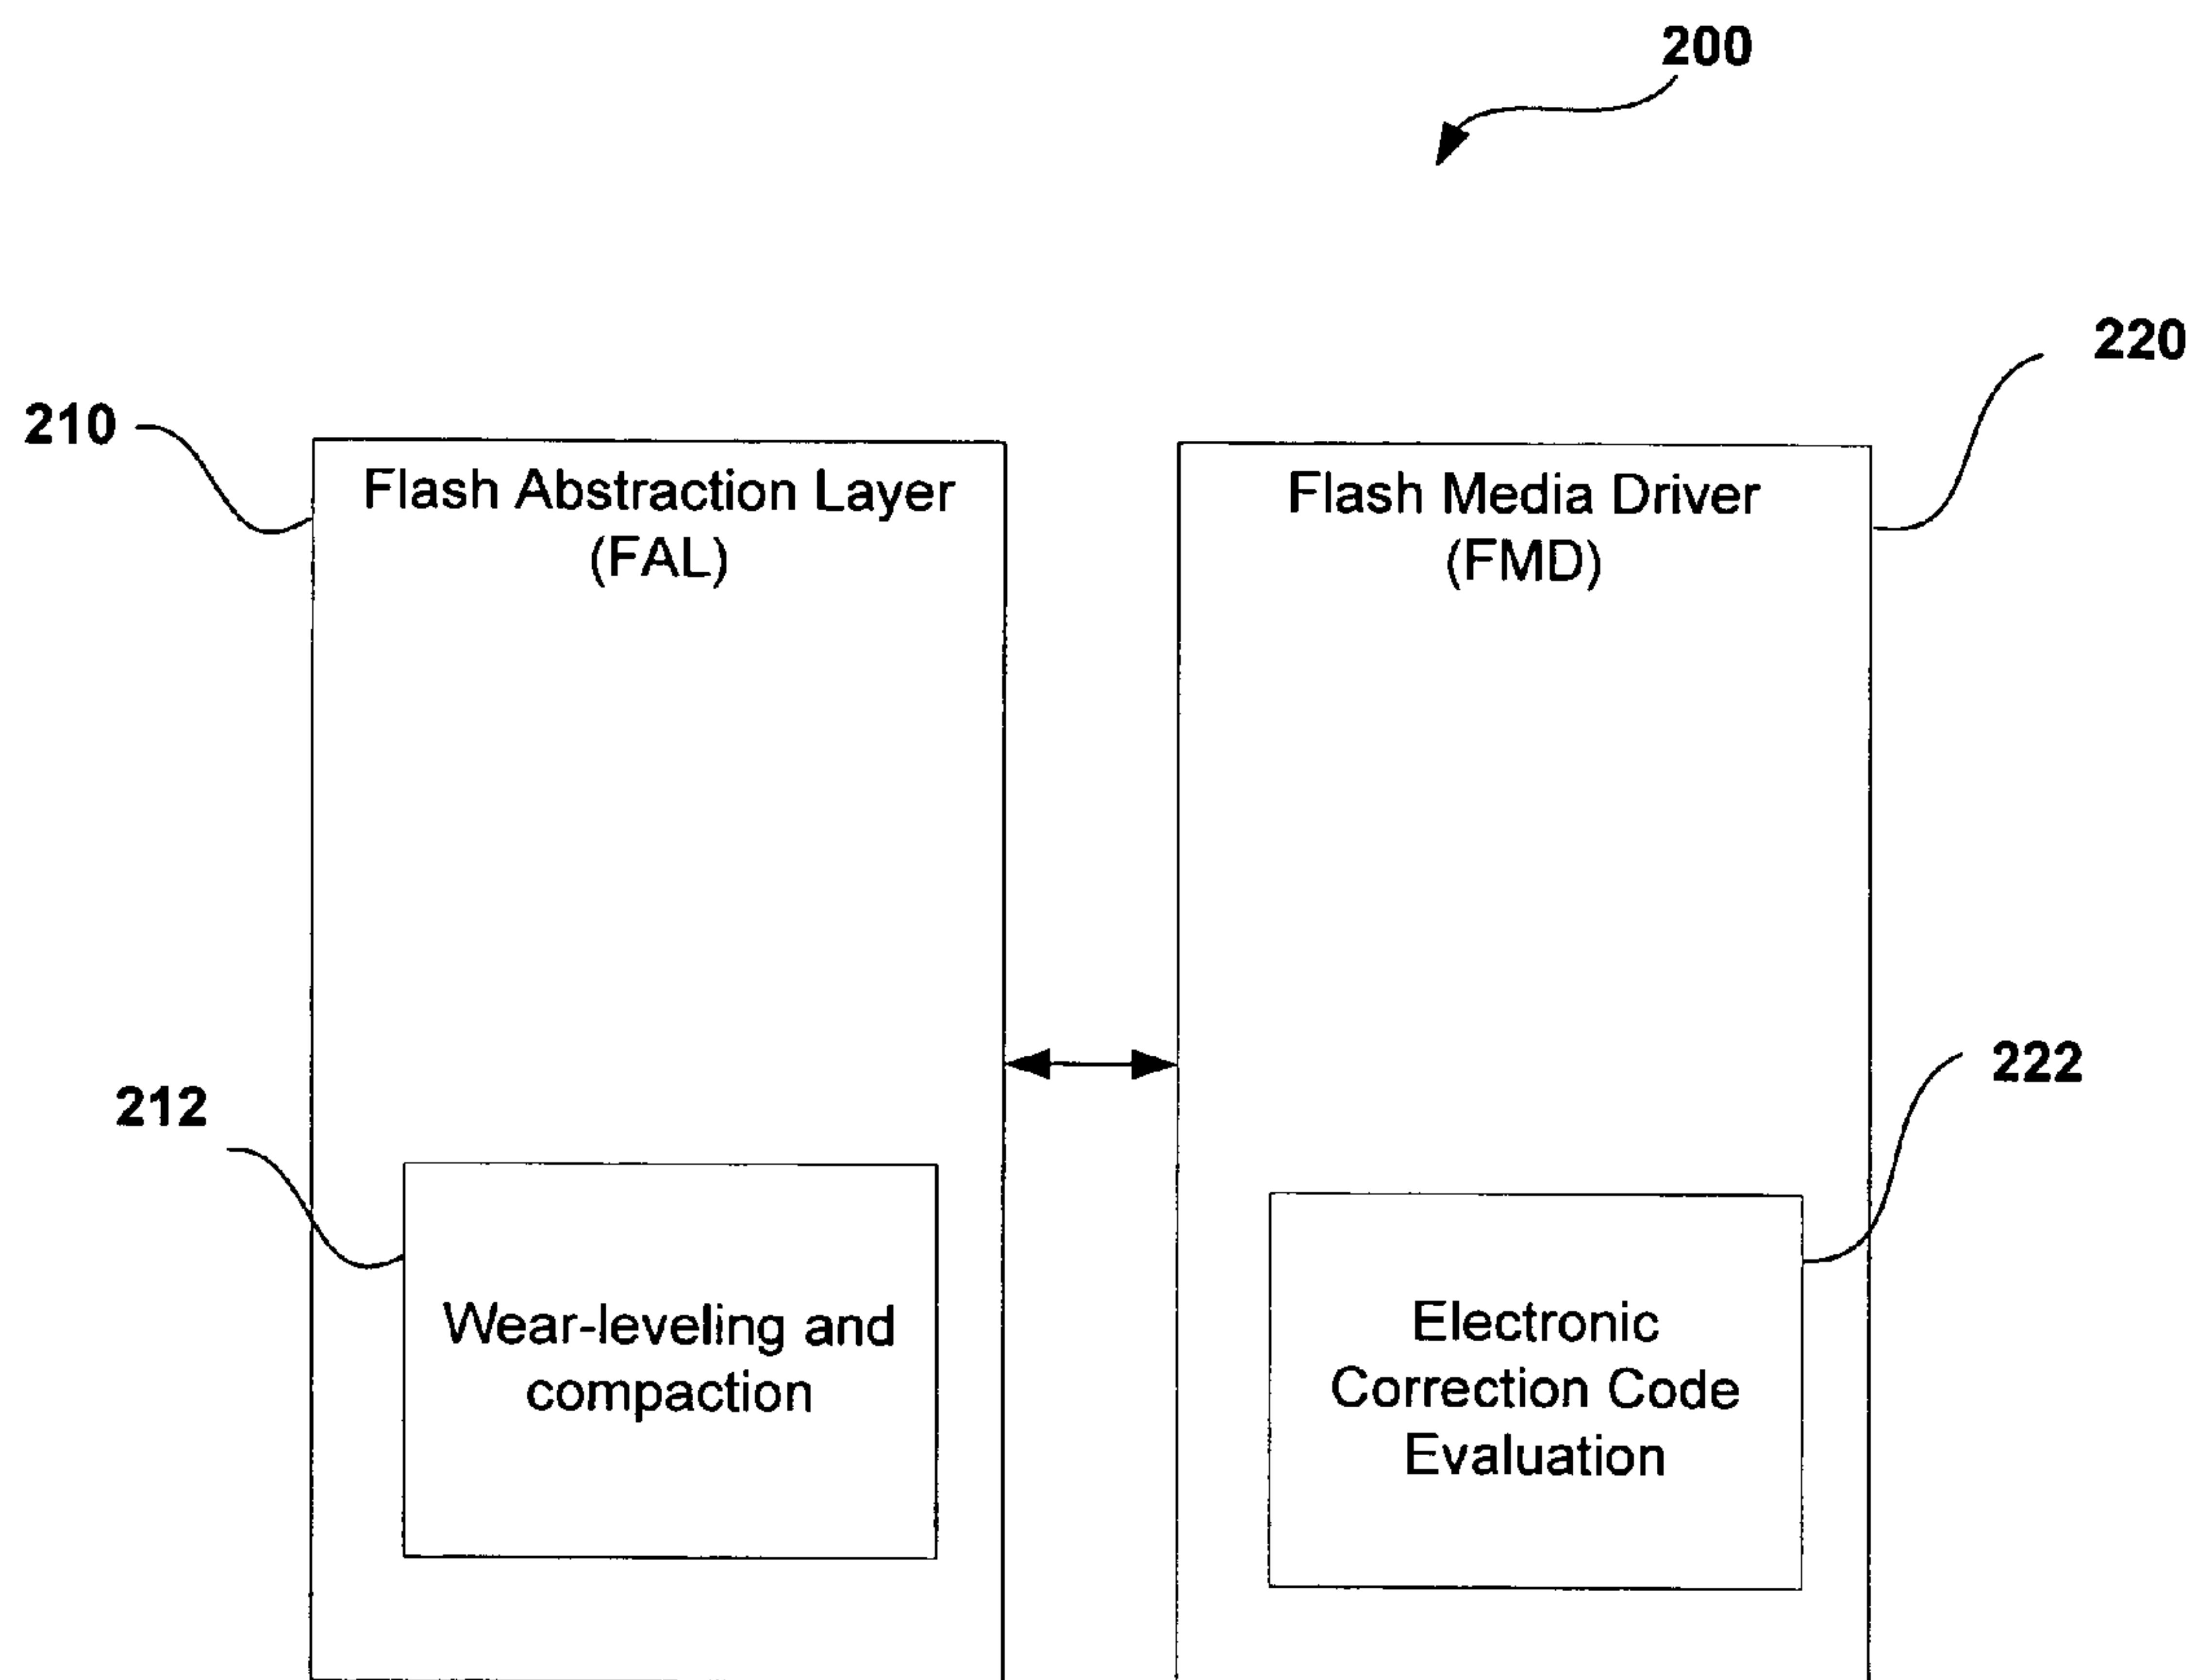 200
220
210
Flash Abstraction Layer
(FAL)
Flash Media Driver
(FMD)
222
212
Wear-leveling and
compaction
Electronic
Correction Code
Evaluation